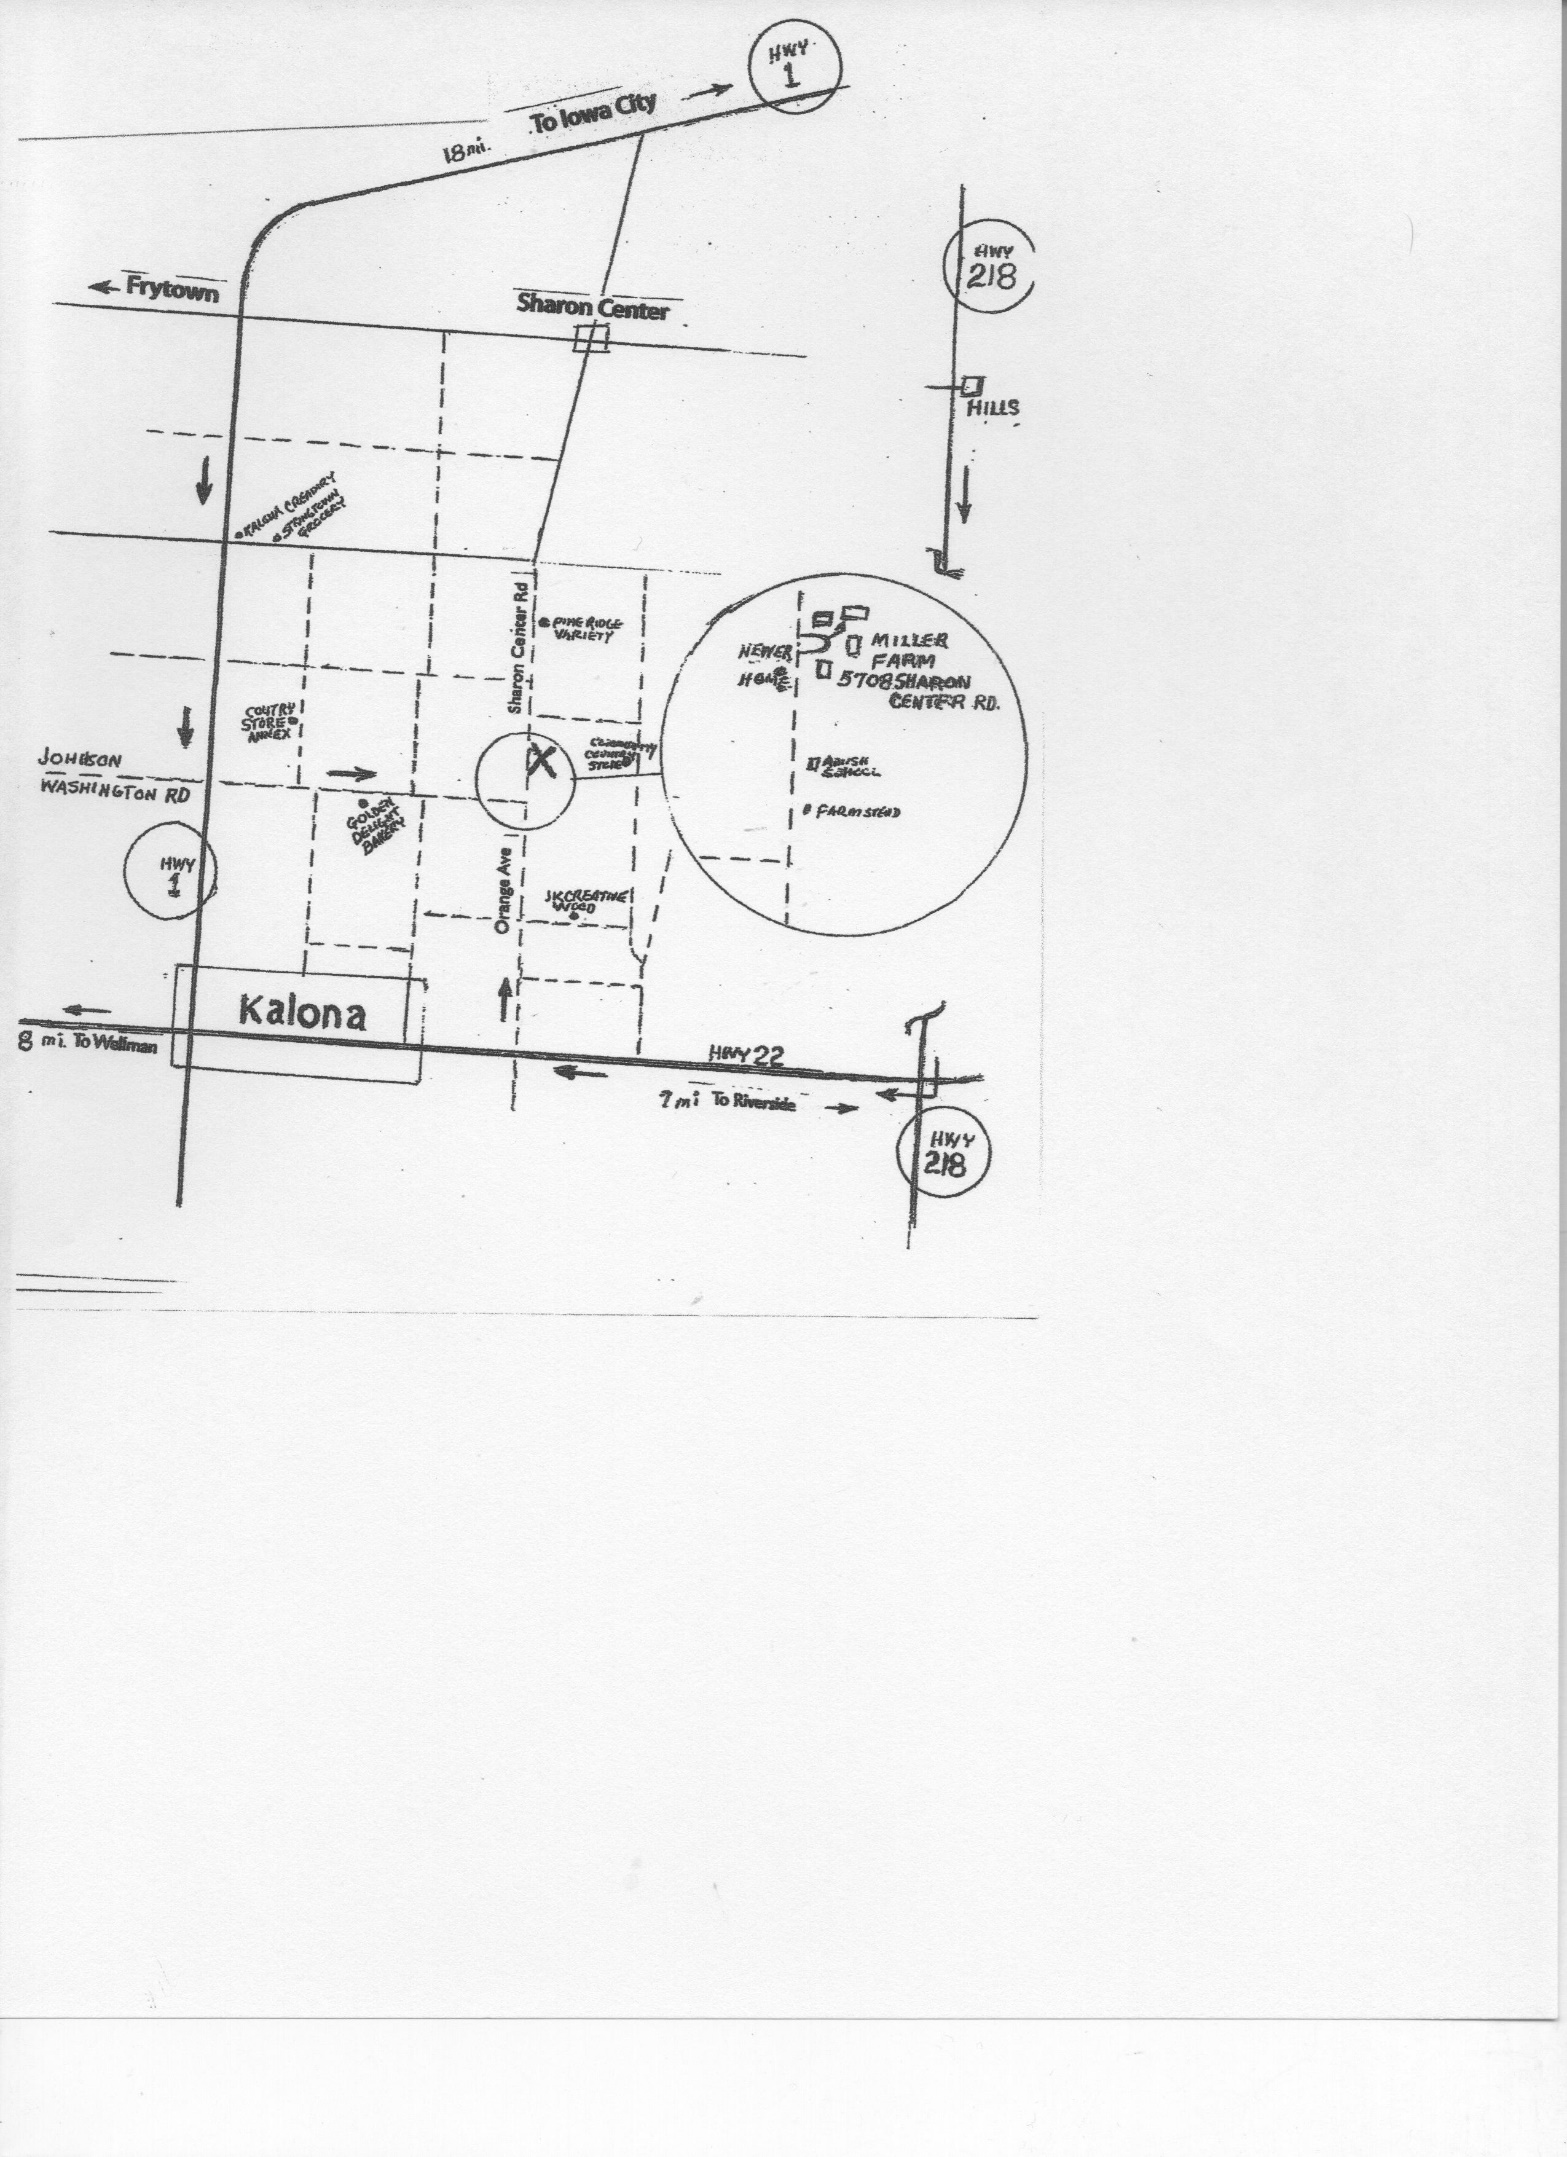 HWY
1
To Iowa City
18 mi.
HWY
218
Frytown
Sharon Center
HILLS
KALONA CREAMERY
STRINGTOWN
GROCERY
Sharon Center Rd
PINE RIDGE
VARIETY
NEWER
HOME
MILLER
FARM
5708 SHARON
CENTER RD.
COUTRY
STORE
ANNEX
COMMUNITY
COUNTRY
STORE
JOHNSON
WASHINGTON RD
AMISH
SCHOOL
FARMSTEAD
GOLDEN
DELIGHT
BAKERY
HWY
1
Orange Ave
JK CREATIVE
WOOD
Kalona
8 mi. To Wellman
HWY 22
7 mi To Riverside
HWY
218